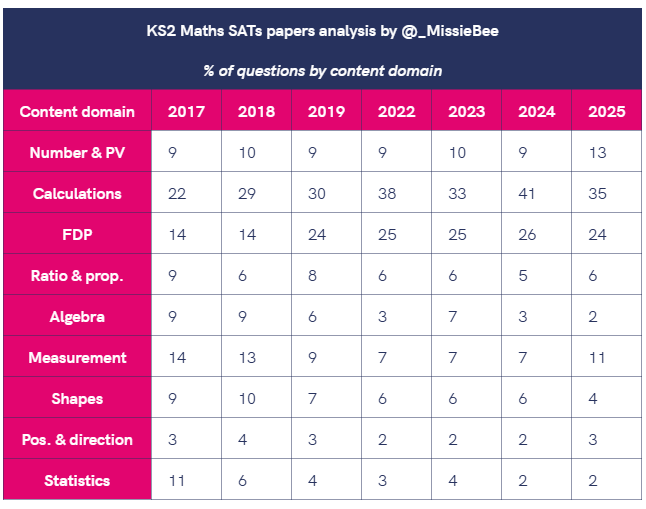 KS2 Maths SATs papers analysis by @_MissieBee
% of questions by content domain
Content domain 2017 2018 2019 2022 2023 2024 2025
Number & PV 9 10 9 9 10 9 13
Calculations 22 29 30 38 33 41 35
FDP 14 14 24 25 25 26 24
Ratio & prop. 9 6 8 6 6 5 6
Algebra 9 9 6 3 7 3 2
Measurement 14 13 9 7 7 7 11
Shapes 9 10 7 6 6 6 4
Pos. & direction 3 4 3 2 2 2 3
Statistics 11 6 4 3 4 2 2